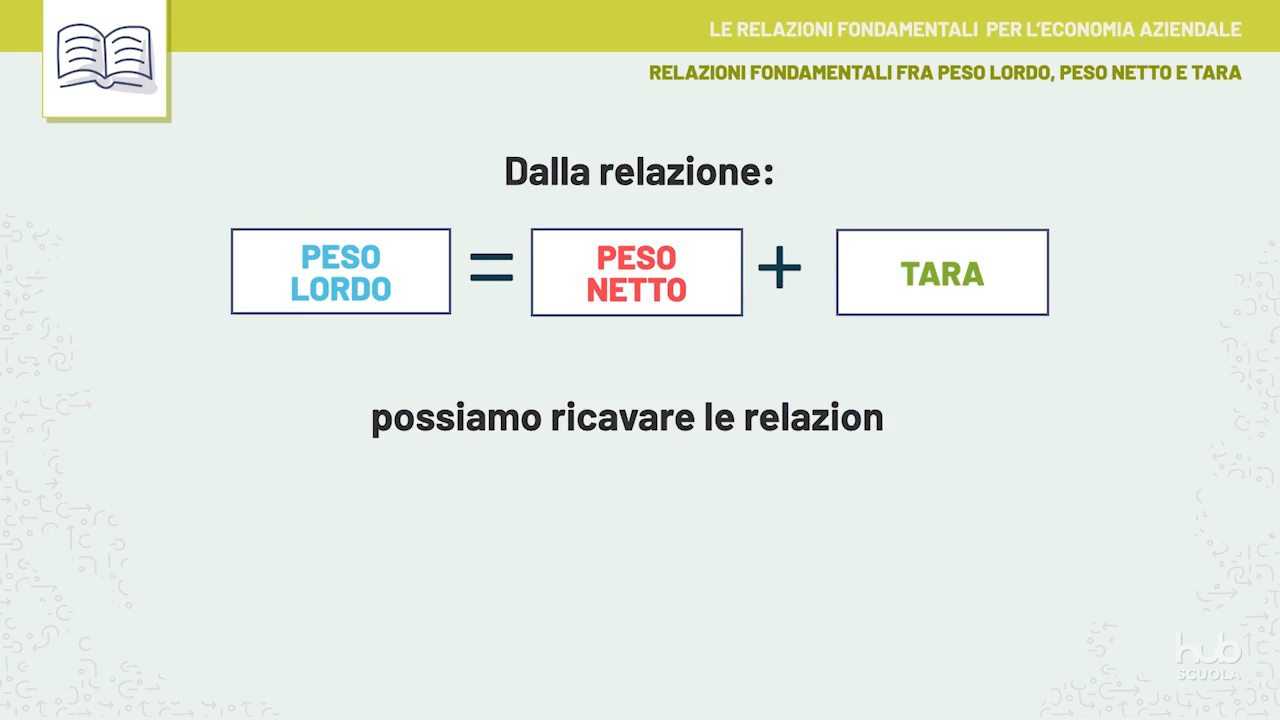 LE RELAZIONI FONDAMENTALI PER L'ECONOMIA AZIENDALE
RELAZIONI FONDAMENTALI FRA PESO LORDO, PESO NETTO E TARA
Dalla relazione:
PESO
LORDO
=
PESO
NETTO
+
TARA
possiamo ricavare le relazion
hub
SCUOLA